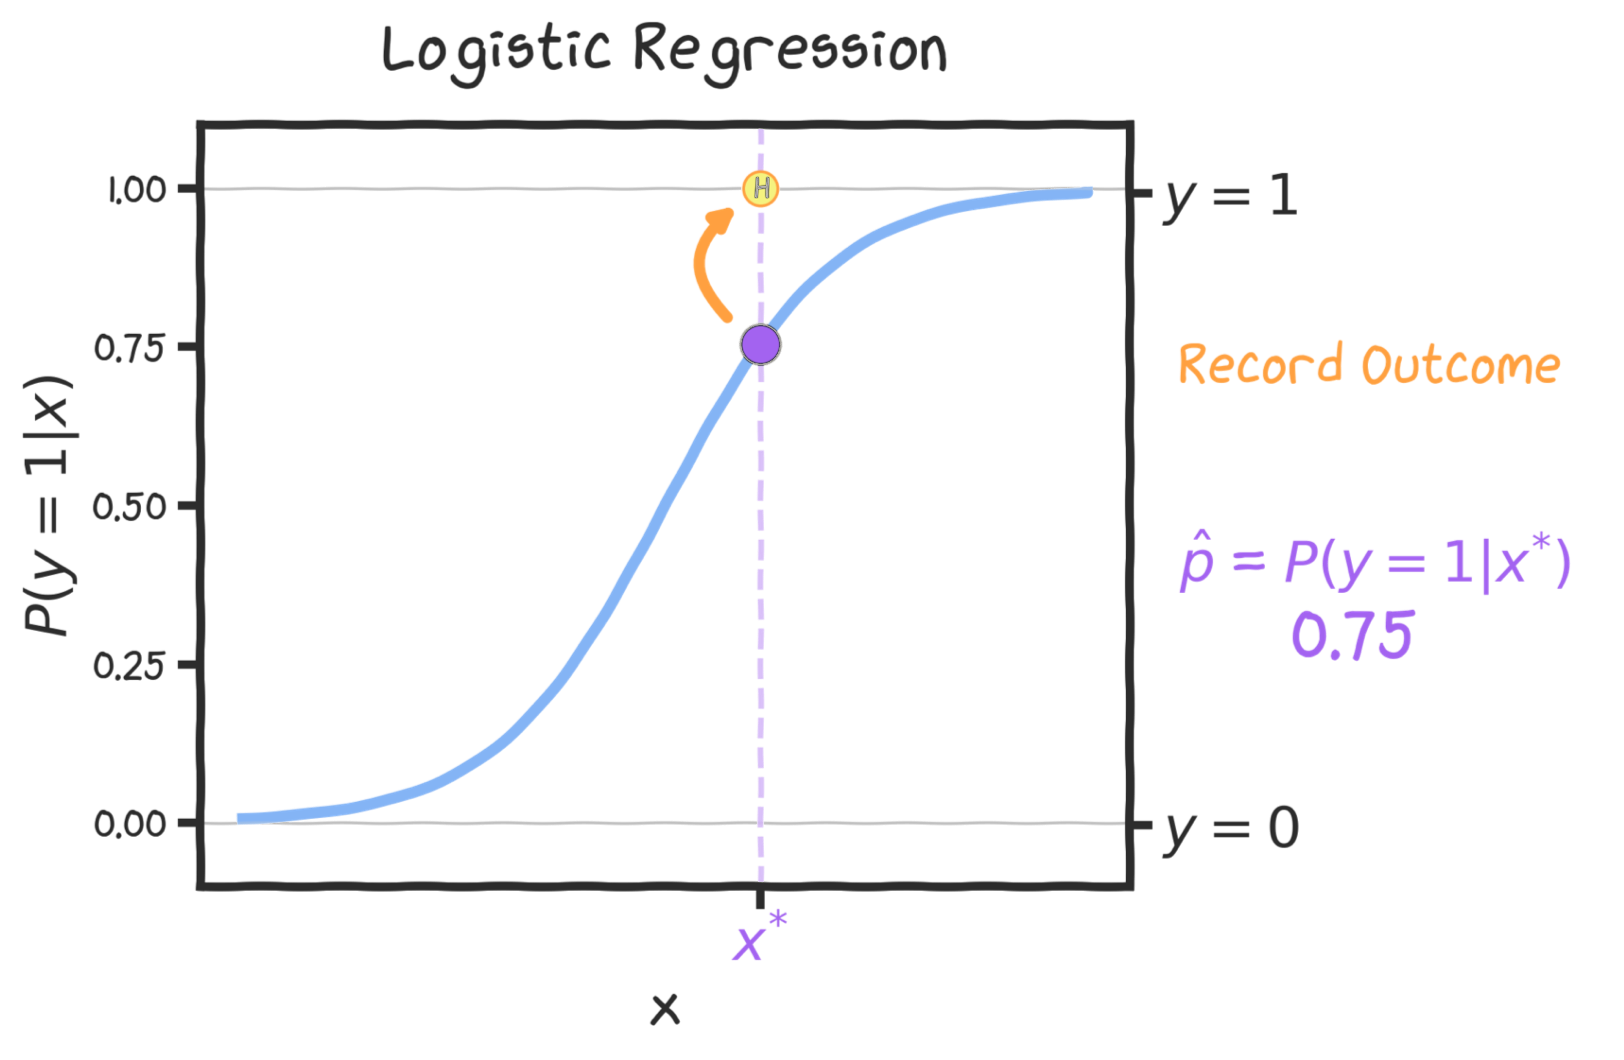 Logistic Regression
1.00
0.75
0.50
0.25
0.00
P(y = 1|x)
H
y = 1
Record Outcome
p̂ = P(y = 1|x*)
0.75
y = 0
x*
x